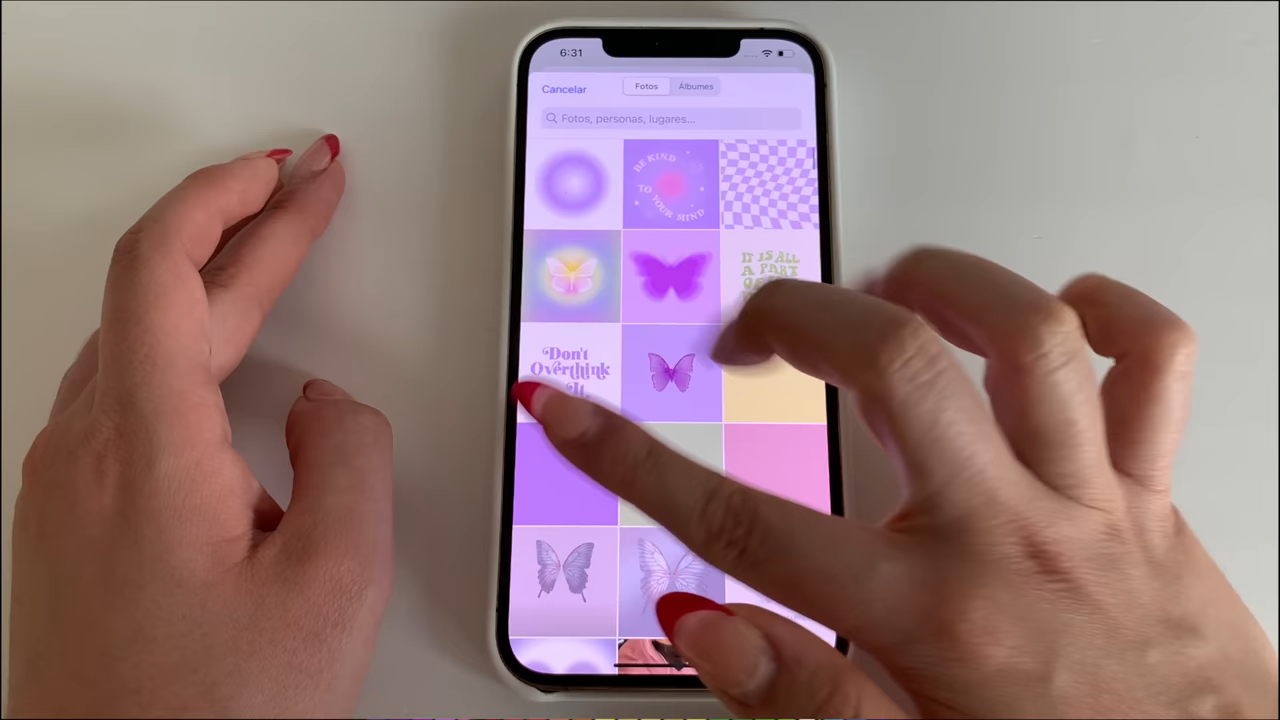 6:31
Cancelar
Fotos
Álbumes
Fotos, personas, lugares...
BE KIND
TO YOUR MIND
IT IS ALL
A PART
Don't
Overthink
It.